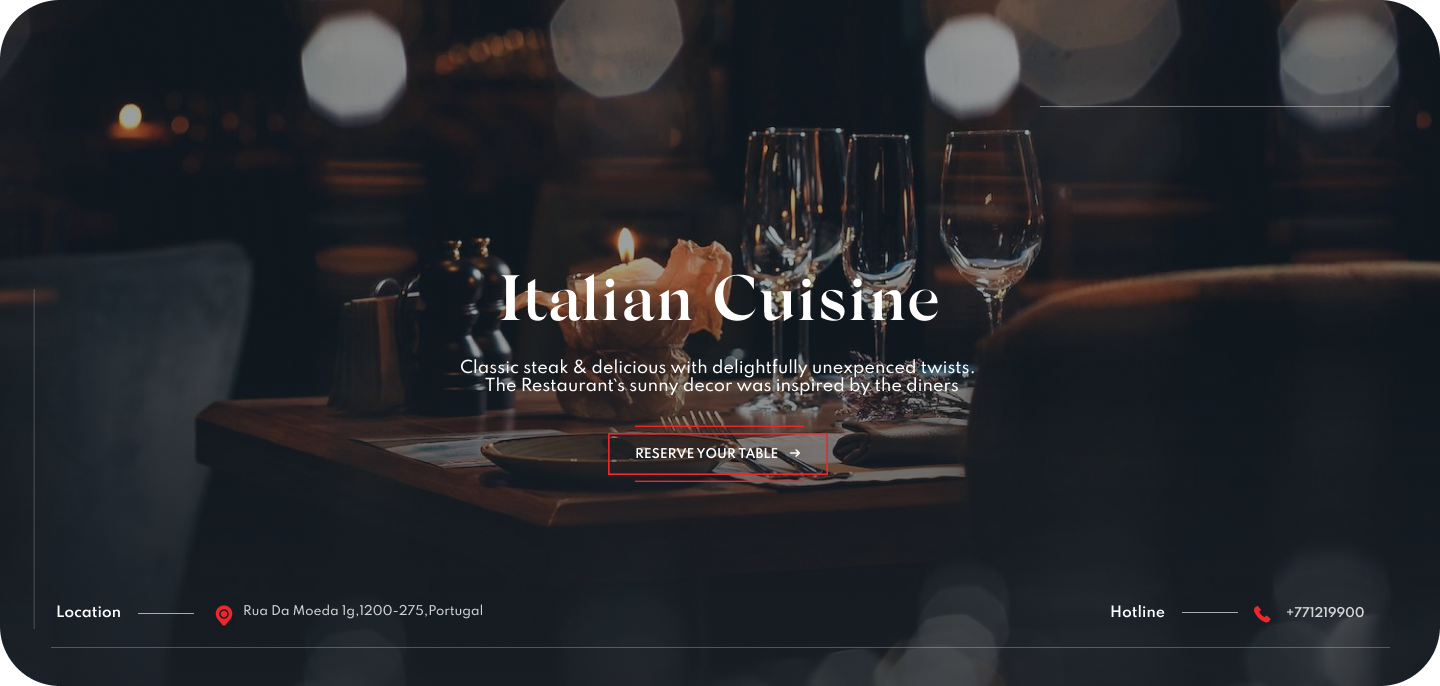 Italian Cuisine
Classic steak & delicious with delightfully unexpenced twists.
The Restaurant`s sunny decor was inspired by the diners
RESERVE YOUR TABLE →
Location
Rua Da Moeda 1g,1200-275,Portugal
Hotline
+771219900